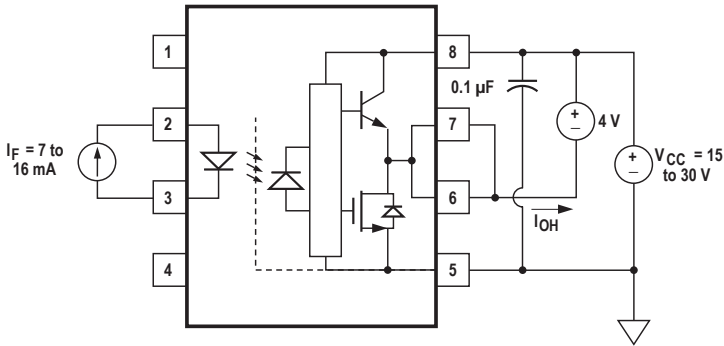 1
8
0.1 µF
I_F = 7 to
16 mA
2
7
4 V
+
–
+
–
V_CC = 15
to 30 V
3
6
I_OH
4
5